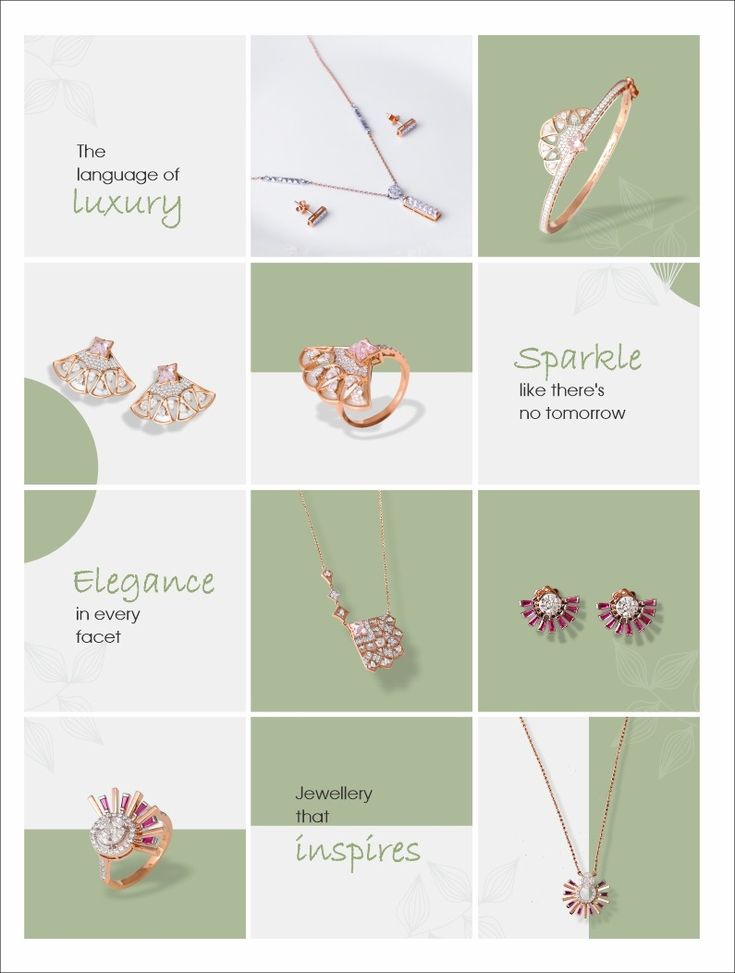 The
language of
luxury
Sparkle
like there's
no tomorrow
Elegance
in every
facet
Jewellery
that
inspires